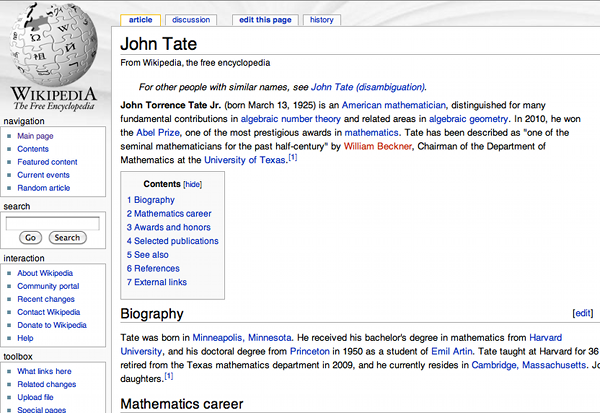 article
discussion
edit this page
history
WIKIPEDIA
The Free Encyclopedia
navigation
Main page
Contents
Featured content
Current events
Random article
search
Go
Search
interaction
About Wikipedia
Community portal
Recent changes
Contact Wikipedia
Donate to Wikipedia
Help
toolbox
What links here
Related changes
Upload file
Special pages
John Tate
From Wikipedia, the free encyclopedia
For other people with similar names, see John Tate (disambiguation).
John Torrence Tate Jr. (born March 13, 1925) is an American mathematician, distinguished for many
fundamental contributions in algebraic number theory and related areas in algebraic geometry. In 2010, he won
the Abel Prize, one of the most prestigious awards in mathematics. Tate has been described as "one of the
seminal mathematicians for the past half-century" by William Beckner, Chairman of the Department of
Mathematics at the University of Texas.[1]
Contents [hide]
1 Biography
2 Mathematics career
3 Awards and honors
4 Selected publications
5 See also
6 References
7 External links
Biography [edit]
Tate was born in Minneapolis, Minnesota. He received his bachelor's degree in mathematics from Harvard
University, and his doctoral degree from Princeton in 1950 as a student of Emil Artin. Tate taught at Harvard for 36
retired from the Texas mathematics department in 2009, and he currently resides in Cambridge, Massachusetts. Jo
daughters.[1]
Mathematics career